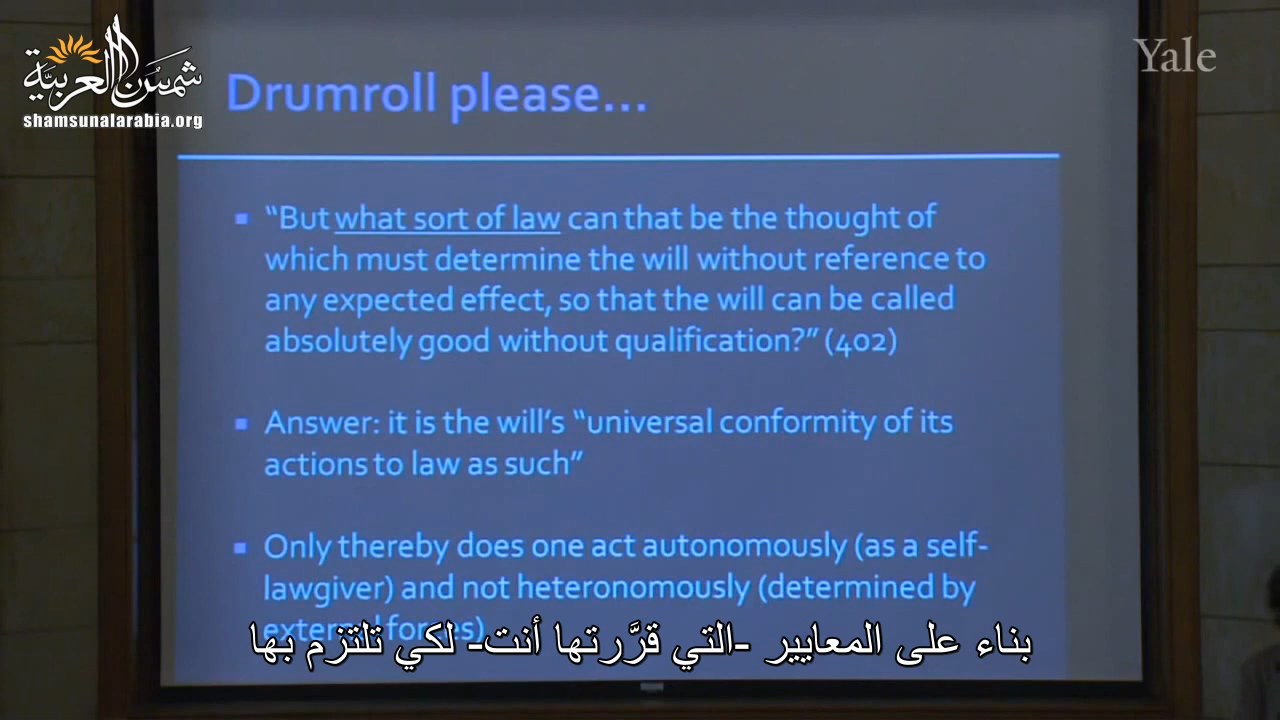 شمس العربية
shamsunalarabia.org
Yale
Drumroll please...
▪ “But what sort of law can that be the thought of
which must determine the will without reference to
any expected effect, so that the will can be called
absolutely good without qualification?” (402)
▪ Answer: it is the will’s “universal conformity of its
actions to law as such”
▪ Only thereby does one act autonomously (as a self-
lawgiver) and not heteronomously (determined by
external forces)
بناء على المعايير -التي قرَّرتها أنت- لكي تلتزم بها